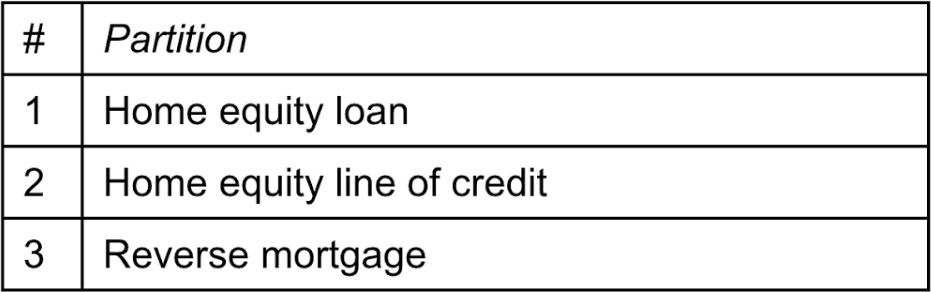 # Partition
1 Home equity loan
2 Home equity line of credit
3 Reverse mortgage